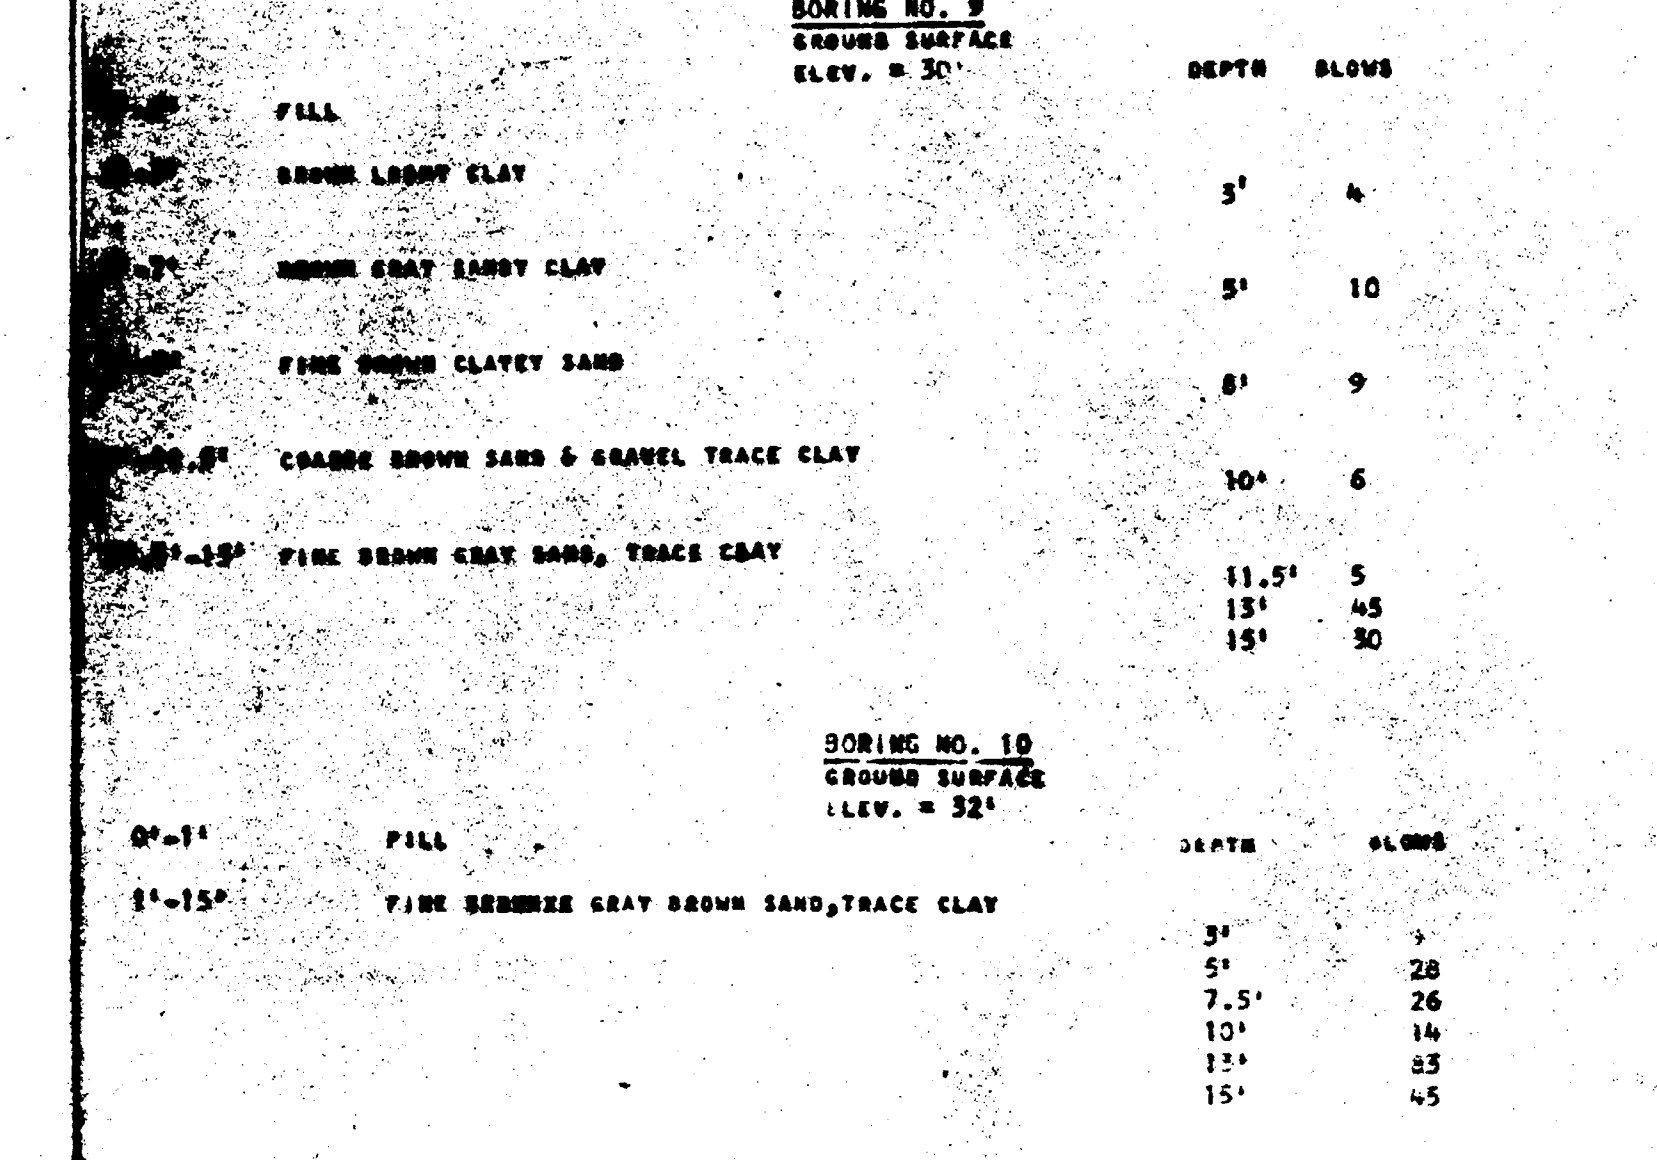 BORING NO. 9
GROUND SURFACE
ELEV. = 30'
DEPTH BLOWS
FILL
BROWN CLAY
3' 4
-7' BROWN GRAY SANDY CLAY
5' 10
FINE BROWN CLAYEY SAND
8' 9
COARSE BROWN SAND & GRAVEL TRACE CLAY
10' 6
-15' FINE BROWN GRAY SAND, TRACE CLAY
11.5' 5
13' 45
15' 30
BORING NO. 10
GROUND SURFACE
ELEV. = 32'
0'-1' FILL DEPTH BLOWS
1'-15' FINE GRAY BROWN SAND,TRACE CLAY
3'
5' 28
7.5' 26
10' 14
13' 83
15' 45